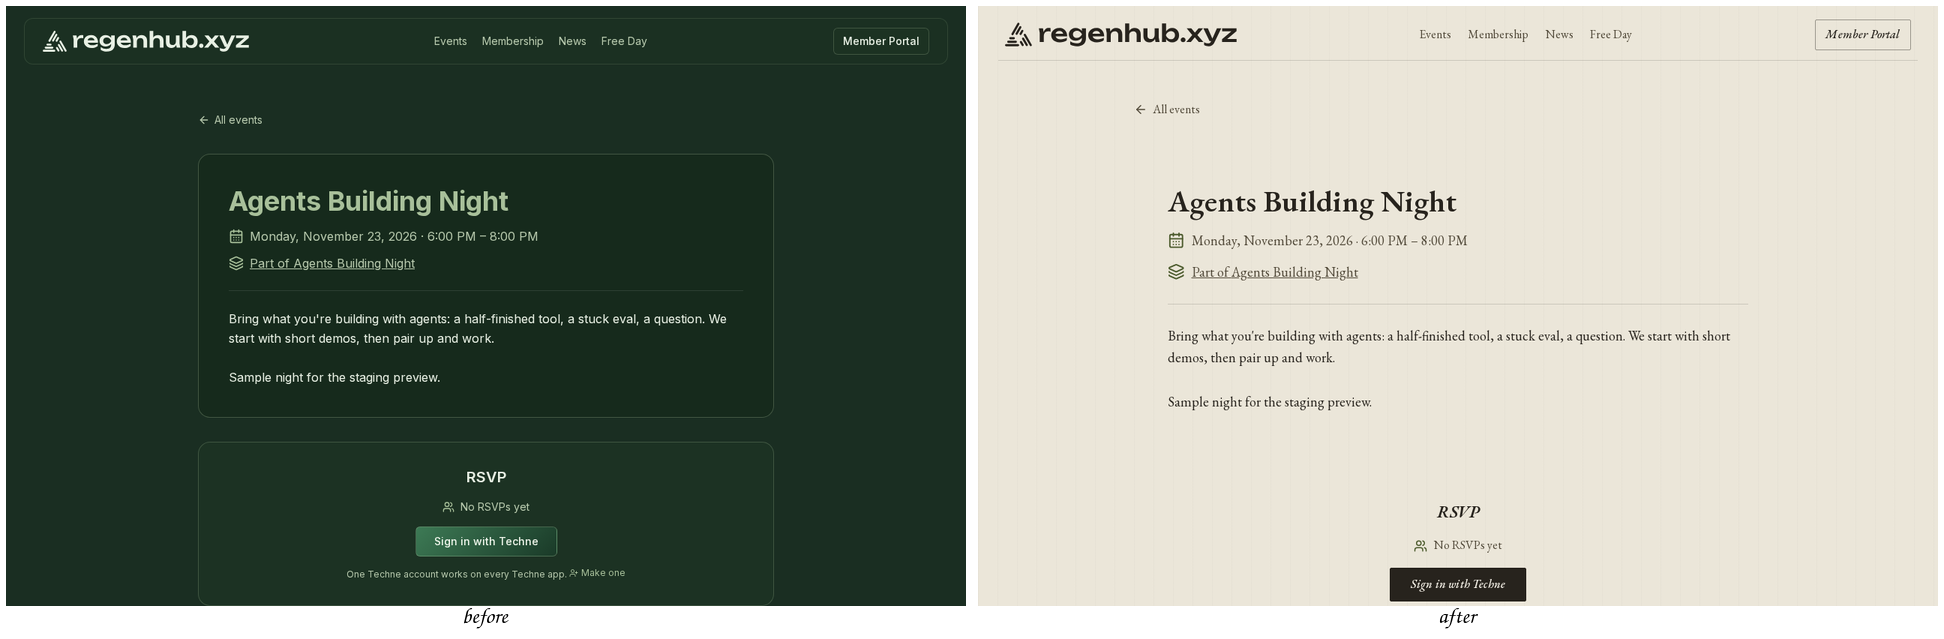 regenhub.xyz
Events Membership News Free Day
Member Portal
All events
Agents Building Night
Monday, November 23, 2026 · 6:00 PM – 8:00 PM
Part of Agents Building Night
Bring what you're building with agents: a half-finished tool, a stuck eval, a question. We
start with short demos, then pair up and work.
Sample night for the staging preview.
RSVP
No RSVPs yet
Sign in with Techne
One Techne account works on every Techne app. Make one
before
regenhub.xyz
Events Membership News Free Day
Member Portal
All events
Agents Building Night
Monday, November 23, 2026 · 6:00 PM – 8:00 PM
Part of Agents Building Night
Bring what you're building with agents: a half-finished tool, a stuck eval, a question. We start with short
demos, then pair up and work.
Sample night for the staging preview.
RSVP
No RSVPs yet
Sign in with Techne
after